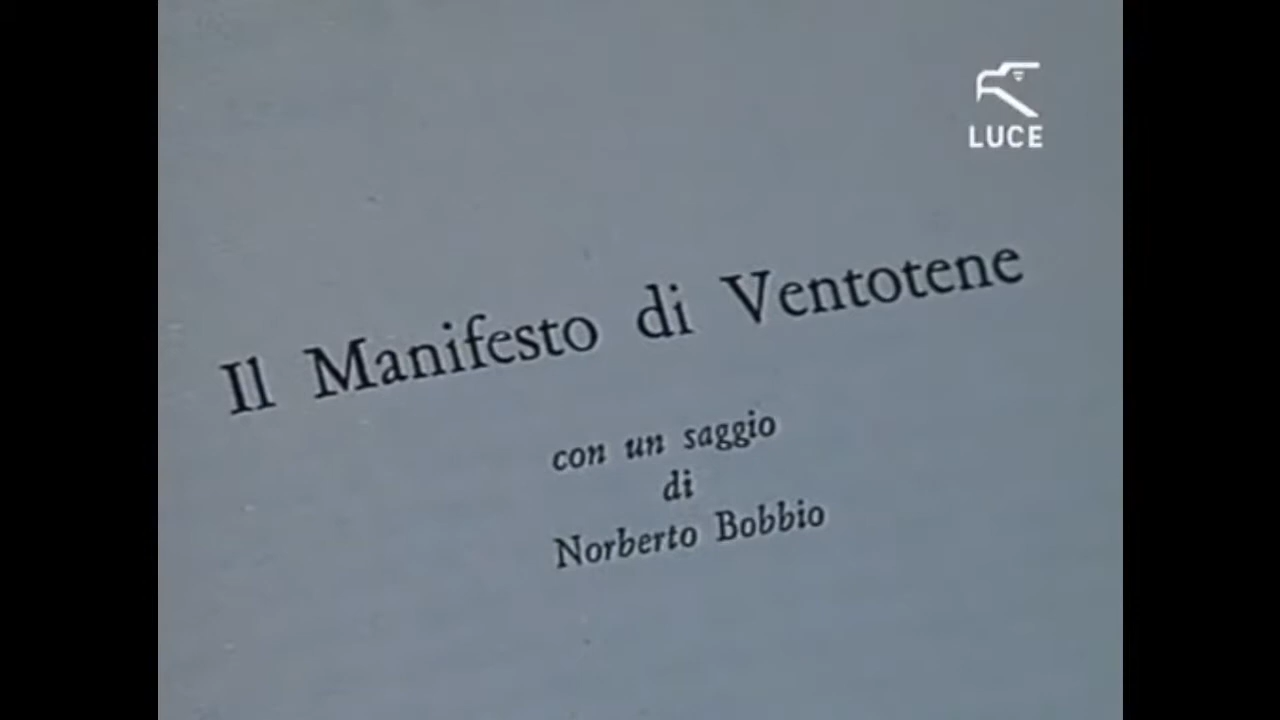 LUCE
Il Manifesto di Ventotene
con un saggio
di
Norberto Bobbio